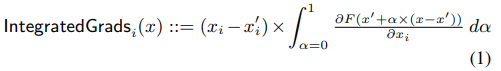 IntegratedGrads_i(x) ::= (x_i − x′_i) × ∫_{α=0}^{1} ∂F(x′+α×(x−x′))/∂x_i dα
(1)